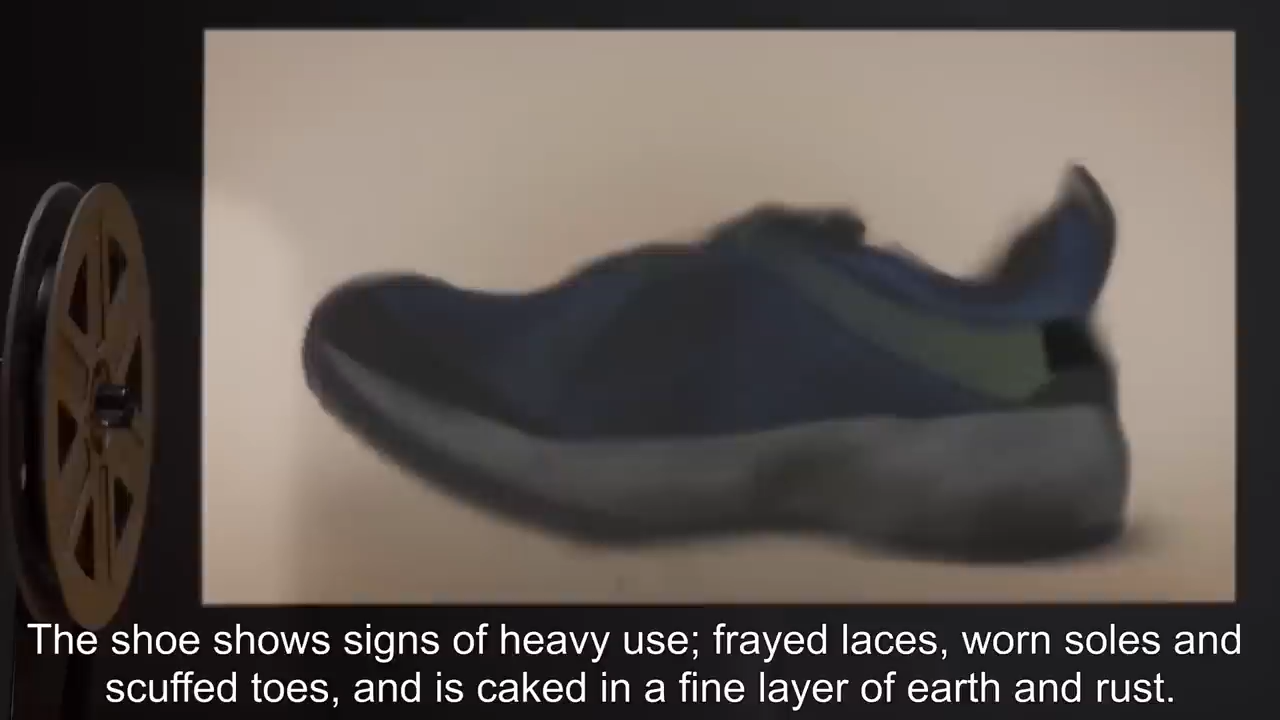 The shoe shows signs of heavy use; frayed laces, worn soles and
scuffed toes, and is caked in a fine layer of earth and rust.